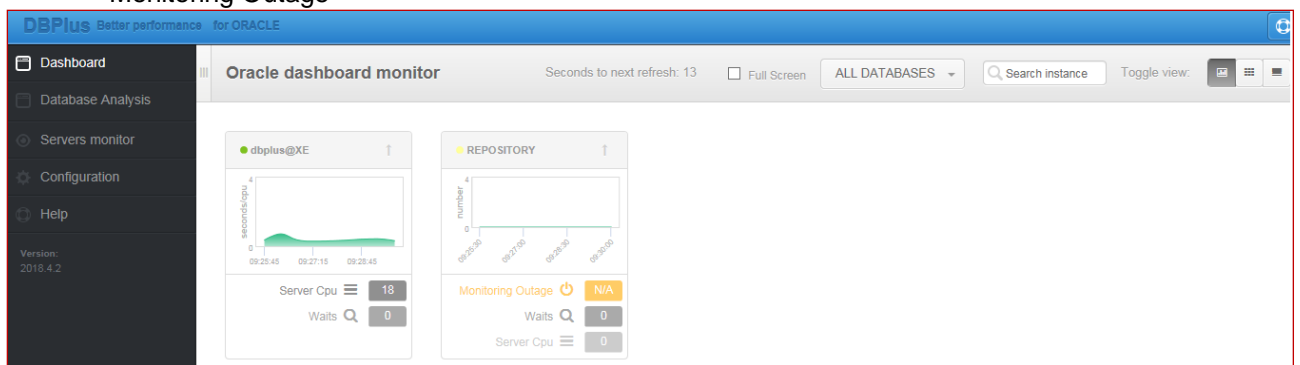 Monitoring Outage
DBPlus Better performance for ORACLE
Dashboard
Database Analysis
Servers monitor
Configuration
Help
Version:
2018.4.2
Oracle dashboard monitor
Seconds to next refresh: 13
Full Screen
ALL DATABASES
Search instance
Toggle view:
dbplus@XE
4
seconds/cpu
0
09:25:45 09:27:15 09:28:45
Server Cpu 18
Waits 0
REPOSITORY
4
number
0
09:25:30 09:27:00 09:28:30 09:30:00
Monitoring Outage N/A
Waits 0
Server Cpu 0